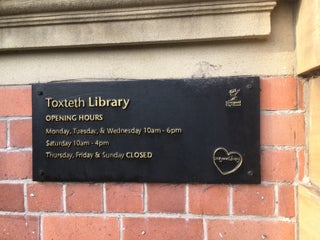 Toxteth Library
OPENING HOURS
Monday, Tuesday, & Wednesday 10am - 6pm
Saturday 10am - 4pm
Thursday, Friday & Sunday CLOSED